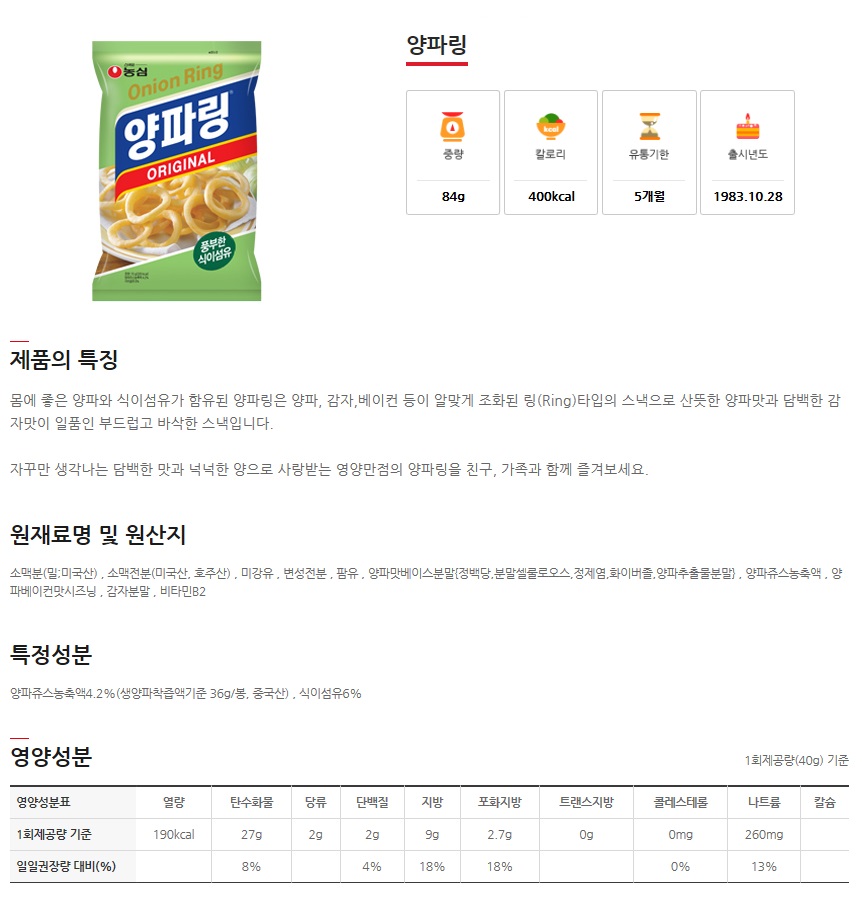 양파링
농심
Onion Ring
양파링
ORIGINAL
풍부한
식이섬유
kcal
중량
칼로리
유통기한
출시년도
84g
400kcal
5개월
1983.10.28
제품의 특징
몸에 좋은 양파와 식이섬유가 함유된 양파링은 양파, 감자,베이컨 등이 알맞게 조화된 링(Ring)타입의 스낵으로 산뜻한 양파맛과 담백한 감
자맛이 일품인 부드럽고 바삭한 스낵입니다.
자꾸만 생각나는 담백한 맛과 넉넉한 양으로 사랑받는 영양만점의 양파링을 친구, 가족과 함께 즐겨보세요.
원재료명 및 원산지
소맥분(밀:미국산) , 소맥전분(미국산, 호주산) , 미강유 , 변성전분 , 팜유 , 양파맛베이스분말{정백당,분말셀룰로오스,정제염,화이버졸,양파추출물분말} , 양파쥬스농축액 , 양
파베이컨맛시즈닝 , 감자분말 , 비타민B2
특정성분
양파쥬스농축액4.2%(생양파착즙액기준 36g/봉, 중국산) , 식이섬유6%
영양성분
1회제공량(40g) 기준
영양성분표 열량 탄수화물 당류 단백질 지방 포화지방 트랜스지방 콜레스테롤 나트륨 칼슘
1회제공량 기준 190kcal 27g 2g 2g 9g 2.7g 0g 0mg 260mg
일일권장량 대비(%) 8% 4% 18% 18% 0% 13%